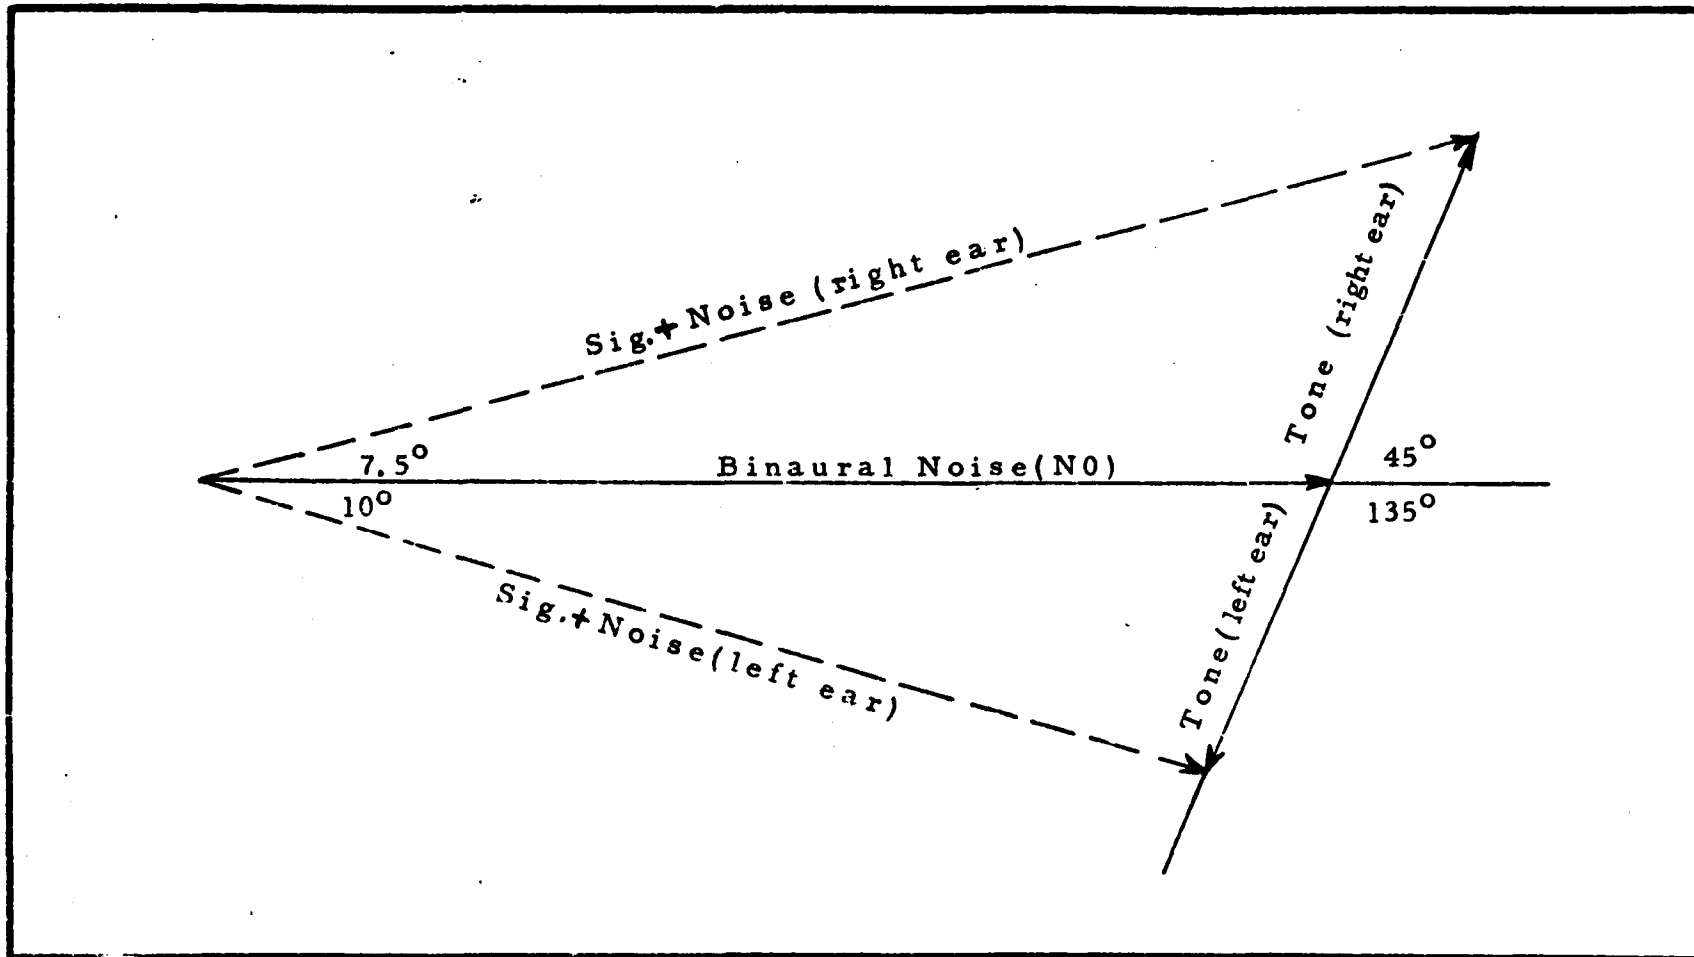 Sig.+ Noise (right ear)
Tone (right ear)
7.5°
Binaural Noise(N0)
45°
10°
135°
Sig.+ Noise(left ear)
Tone(left ear)